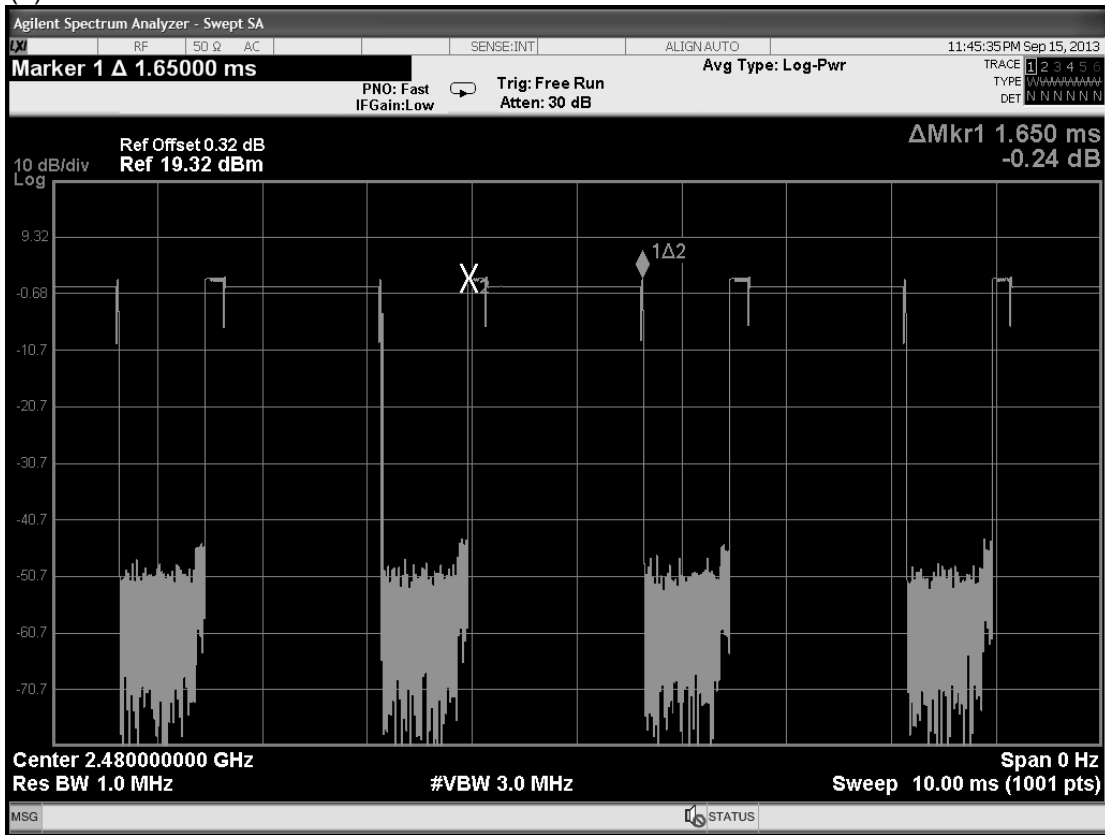 Agilent Spectrum Analyzer - Swept SA
LXI RF 50 Ω AC SENSE:INT ALIGN AUTO 11:45:35 PM Sep 15, 2013
Marker 1 Δ 1.65000 ms
PNO: Fast
IFGain:Low
Trig: Free Run
Atten: 30 dB
Avg Type: Log-Pwr
TRACE 1 2 3 4 5 6
TYPE WWWWWW
DET N N N N N N
ΔMkr1 1.650 ms
-0.24 dB
Ref Offset 0.32 dB
10 dB/div Ref 19.32 dBm
Log
9.32
1Δ2
X2
-0.68
-10.7
-20.7
-30.7
-40.7
-50.7
-60.7
-70.7
Center 2.480000000 GHz Span 0 Hz
Res BW 1.0 MHz #VBW 3.0 MHz Sweep 10.00 ms (1001 pts)
MSG STATUS